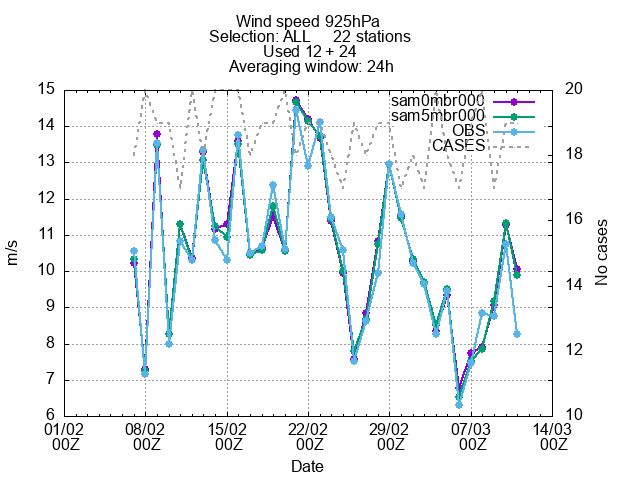 Wind speed 925hPa
Selection: ALL 22 stations
Used 12 + 24
Averaging window: 24h
sam0mbr000
sam5mbr000
OBS
CASES
15
14
13
12
11
10
9
8
7
6
m/s
20
18
16
14
12
10
No cases
01/02 08/02 15/02 22/02 29/02 07/03 14/03
00Z 00Z 00Z 00Z 00Z 00Z 00Z
Date